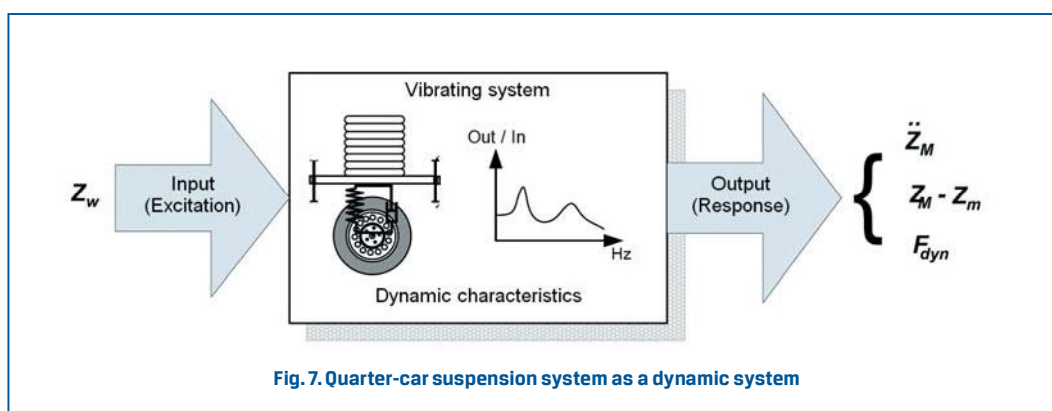 Vibrating system
Out / In
Hz
Dynamic characteristics
Z_w
Input
(Excitation)
Output
(Response)
Z̈_M
Z_M - Z_m
F_dyn
Fig. 7. Quarter-car suspension system as a dynamic system